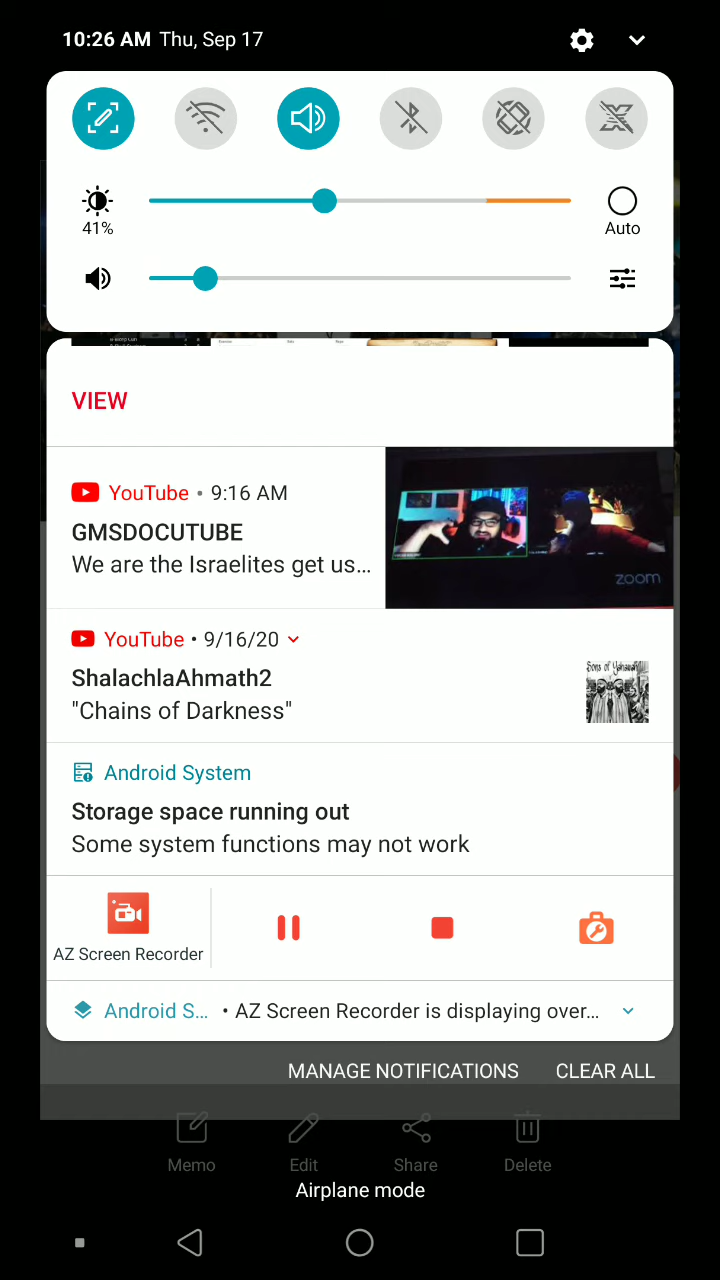 10:26 AM Thu, Sep 17
41%
Auto
VIEW
YouTube • 9:16 AM
GMSDOCUTUBE
We are the Israelites get us...
zoom
YouTube • 9/16/20
ShalachlaAhmath2
"Chains of Darkness"
Sons of Yahawah
Android System
Storage space running out
Some system functions may not work
AZ Screen Recorder
Android S... • AZ Screen Recorder is displaying over...
MANAGE NOTIFICATIONS CLEAR ALL
Memo Edit Share Delete
Airplane mode